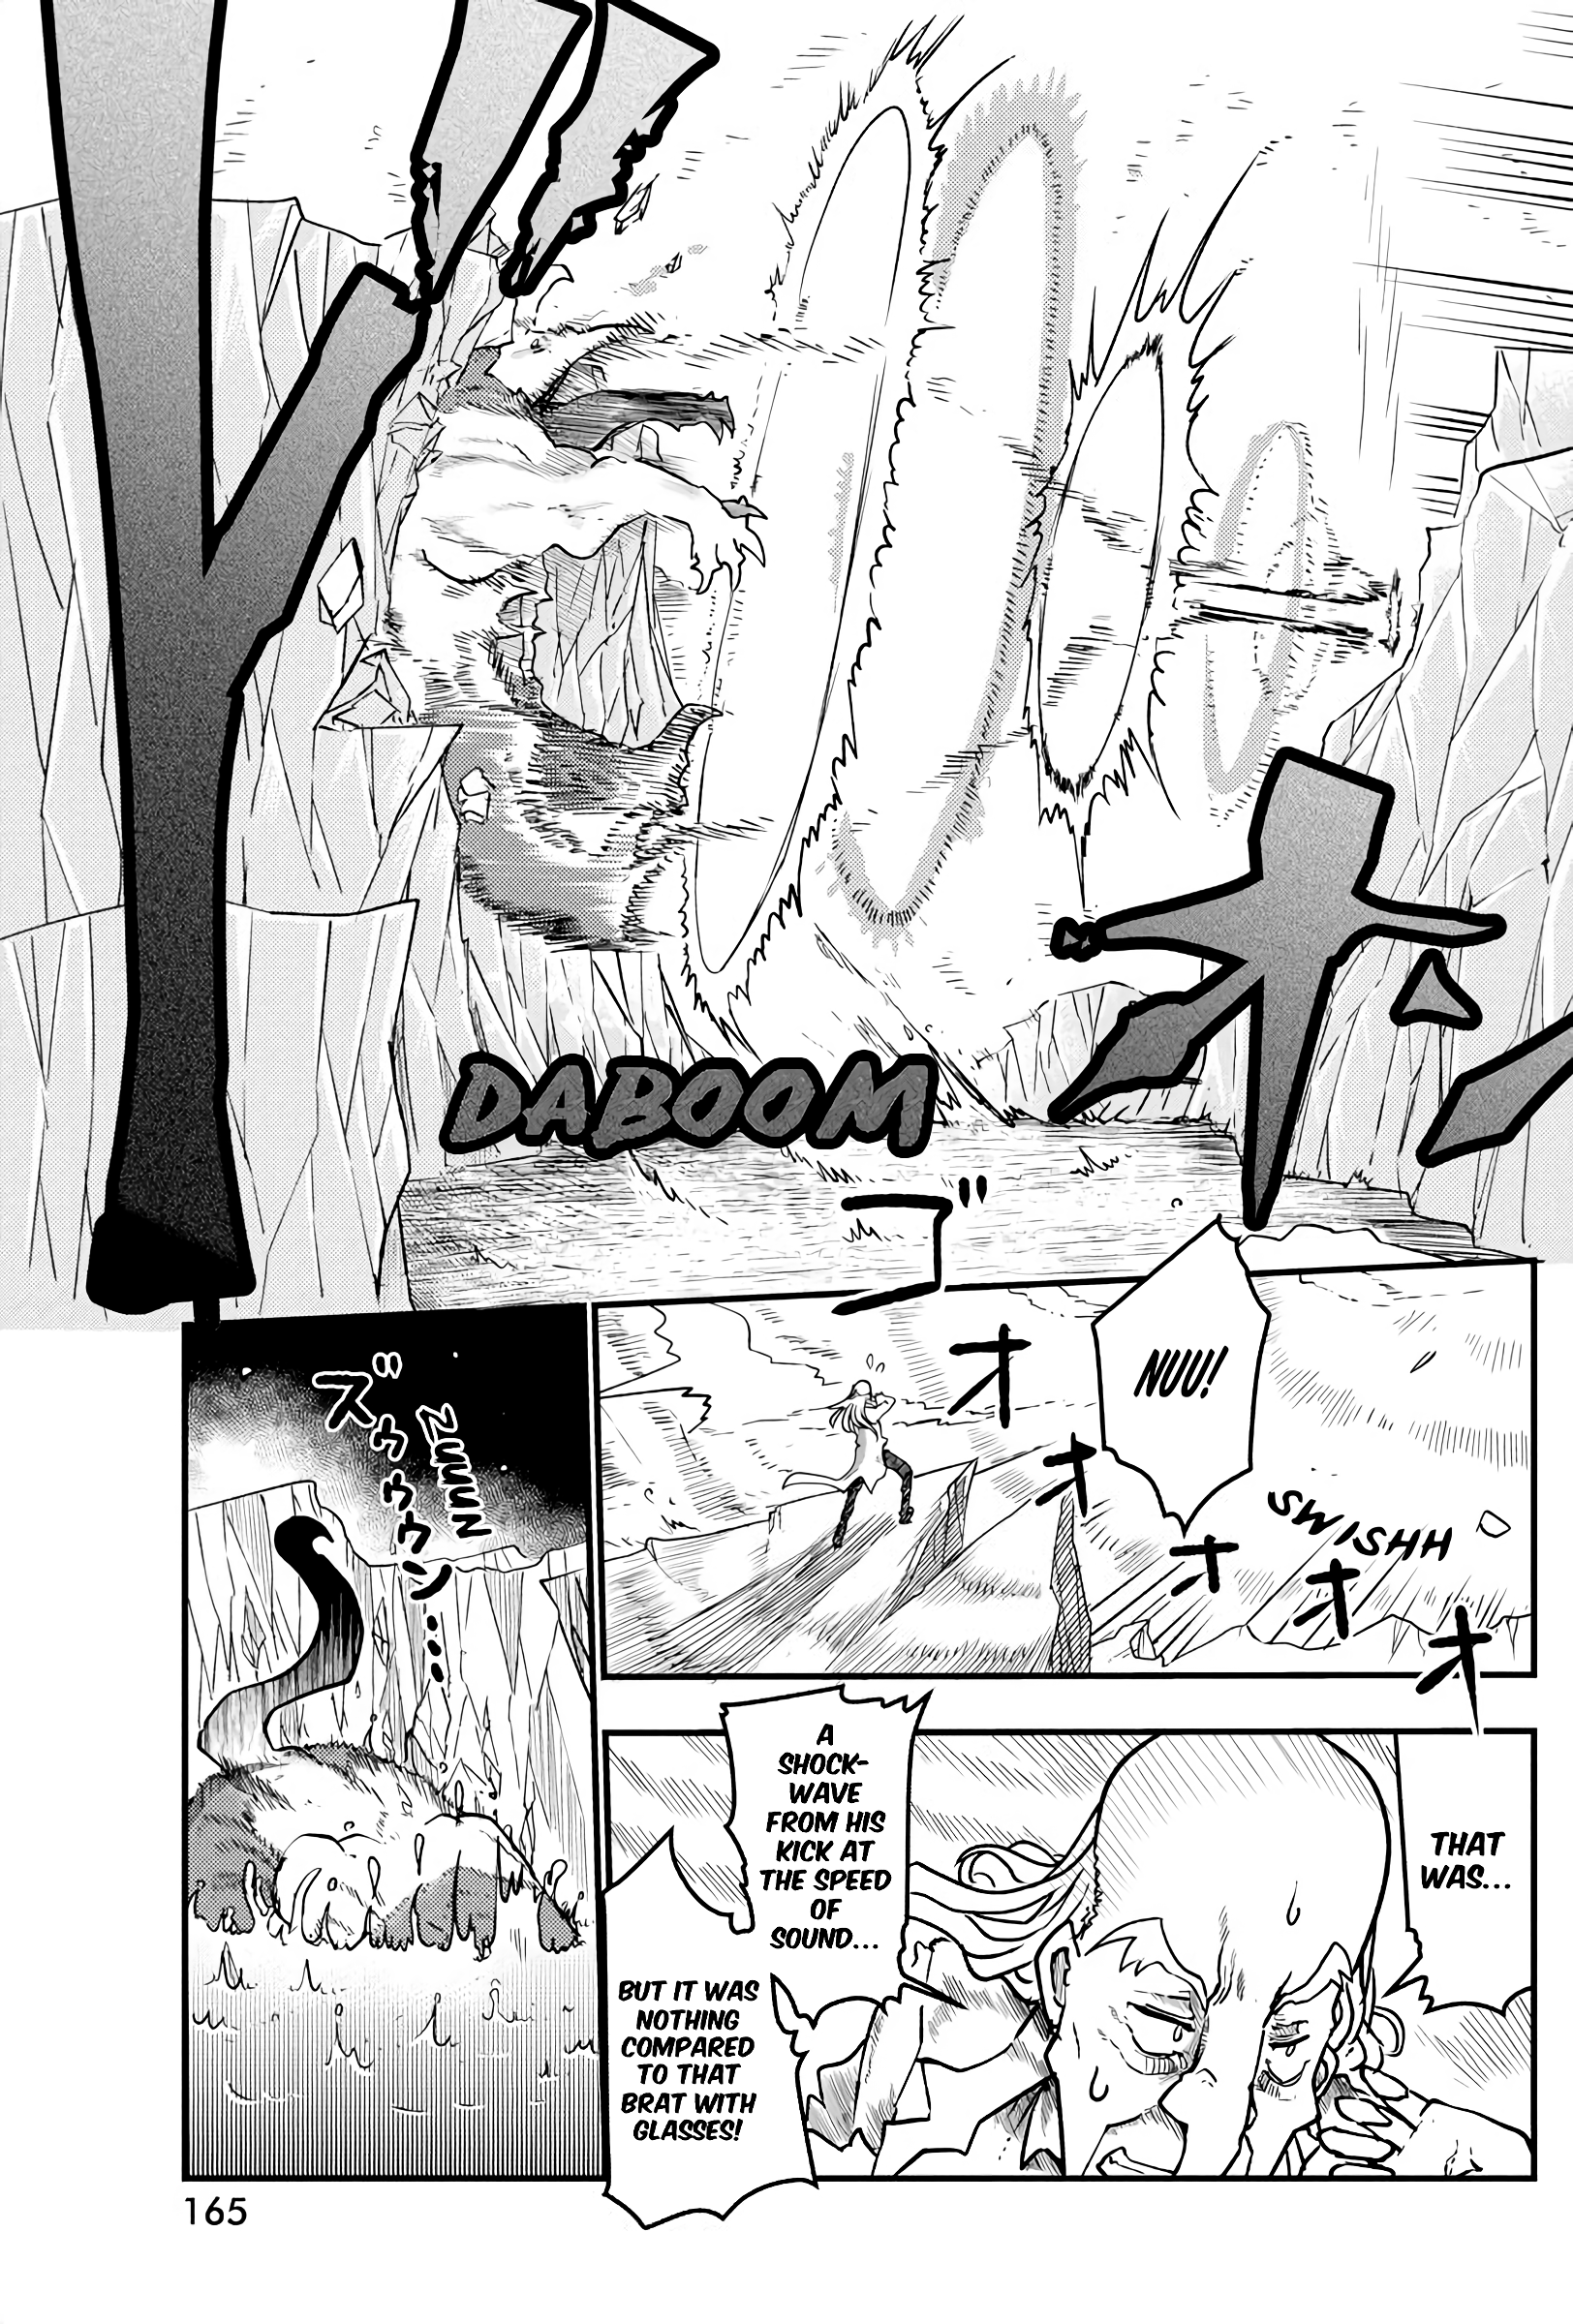 ドオン
DABOOM
ゴオオオオオ
NUU!
SWISHH
THAT
WAS...
A
SHOCK-
WAVE
FROM HIS
KICK AT
THE SPEED
OF
SOUND...
BUT IT WAS
NOTHING
COMPARED
TO THAT
BRAT WITH
GLASSES!
ズゥゥゥン……
ZUUUN
165